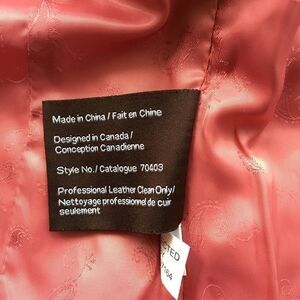 Made in China / Fait en Chine
Designed in Canada /
Conception Canadienne
Style No. / Catalogue 70403
Professional Leather Clean Only /
Nettoyage professionnel de cuir
seulement